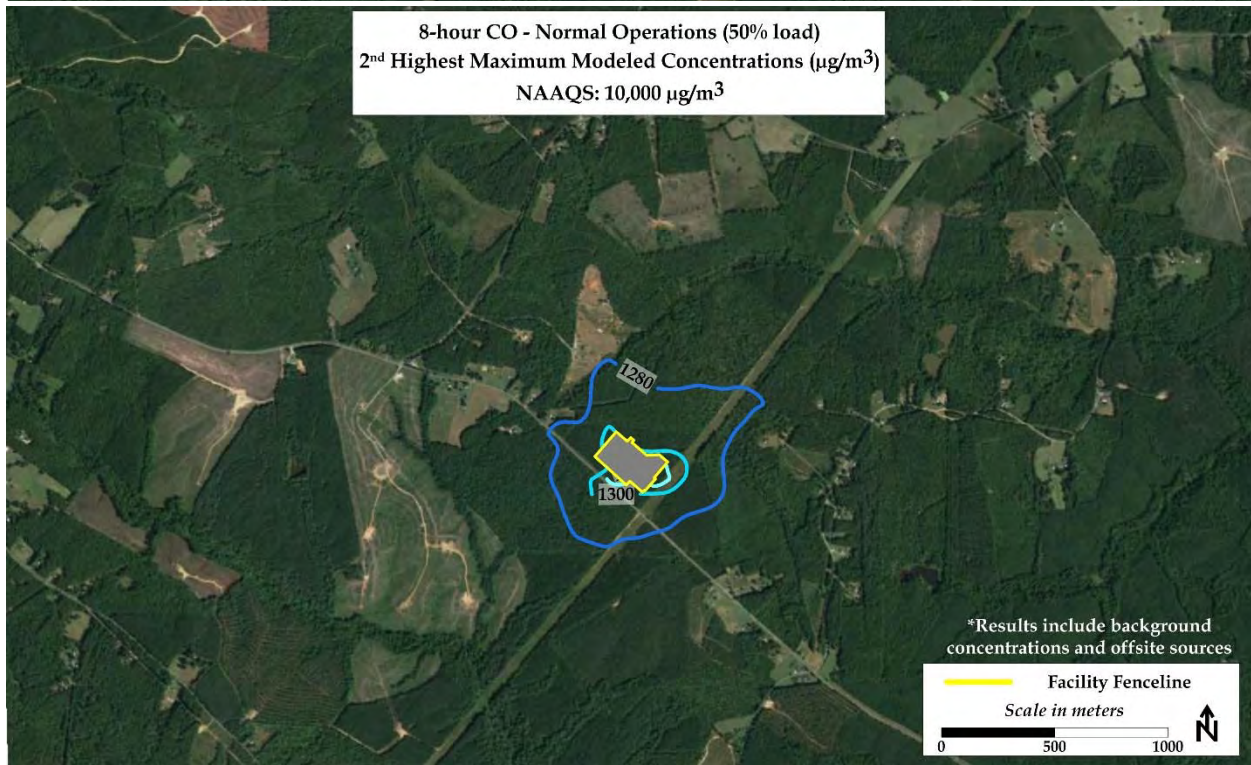 8-hour CO - Normal Operations (50% load)
2nd Highest Maximum Modeled Concentrations (µg/m³)
NAAQS: 10,000 µg/m³
1280
1300
*Results include background
concentrations and offsite sources
Facility Fenceline
Scale in meters
N
0 500 1000